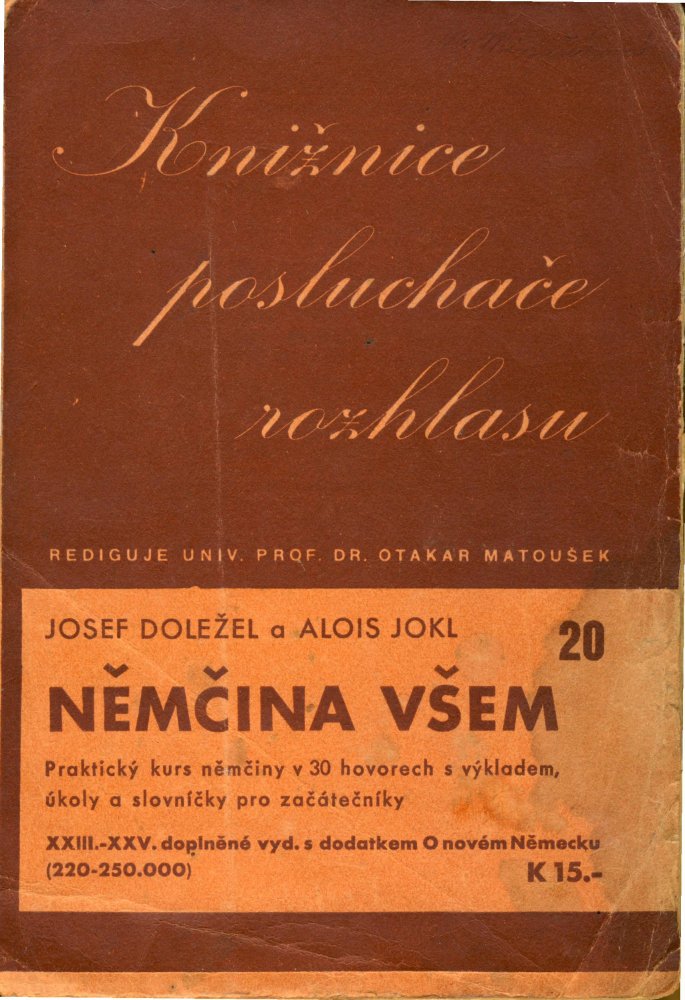 Knižnice
posluchače
rozhlasu
REDIGUJE UNIV. PROF. DR. OTAKAR MATOUŠEK
JOSEF DOLEŽEL a ALOIS JOKL
20
NĚMČINA VŠEM
Praktický kurs němčiny v 30 hovorech s výkladem,
úkoly a slovníčky pro začátečníky
XXIII.-XXV. doplněné vyd. s dodatkem O novém Německu
(220-250.000)
K 15.-